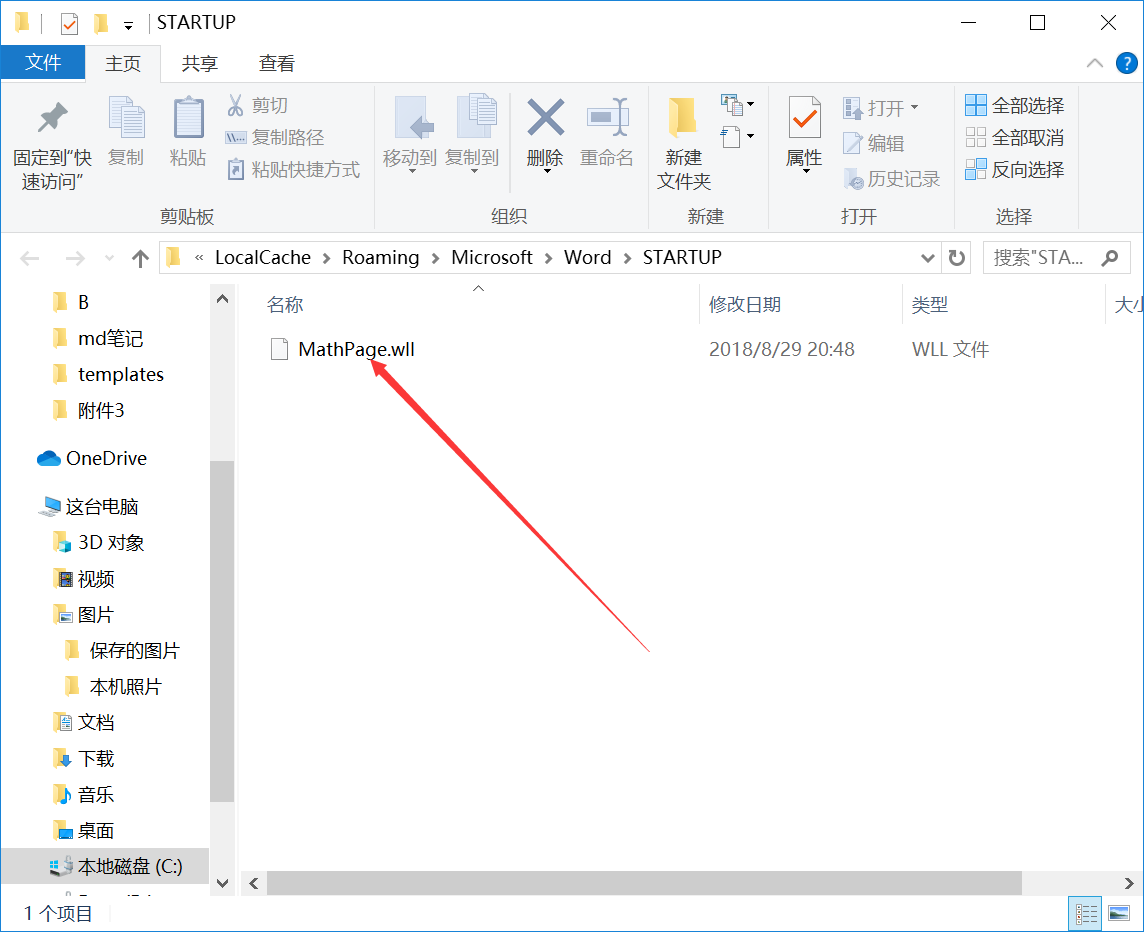 STARTUP
文件 主页 共享 查看
固定到"快
速访问"
复制
粘贴
剪切
复制路径
粘贴快捷方式
剪贴板
移动到
复制到
删除
重命名
组织
新建
文件夹
新建
属性
打开
编辑
历史记录
打开
全部选择
全部取消
反向选择
选择
« LocalCache > Roaming > Microsoft > Word > STARTUP
搜索"STA...
B
md笔记
templates
附件3
OneDrive
这台电脑
3D 对象
视频
图片
保存的图片
本机照片
文档
下载
音乐
桌面
本地磁盘 (C:)
名称 修改日期 类型 大小
MathPage.wll 2018/8/29 20:48 WLL 文件
1 个项目